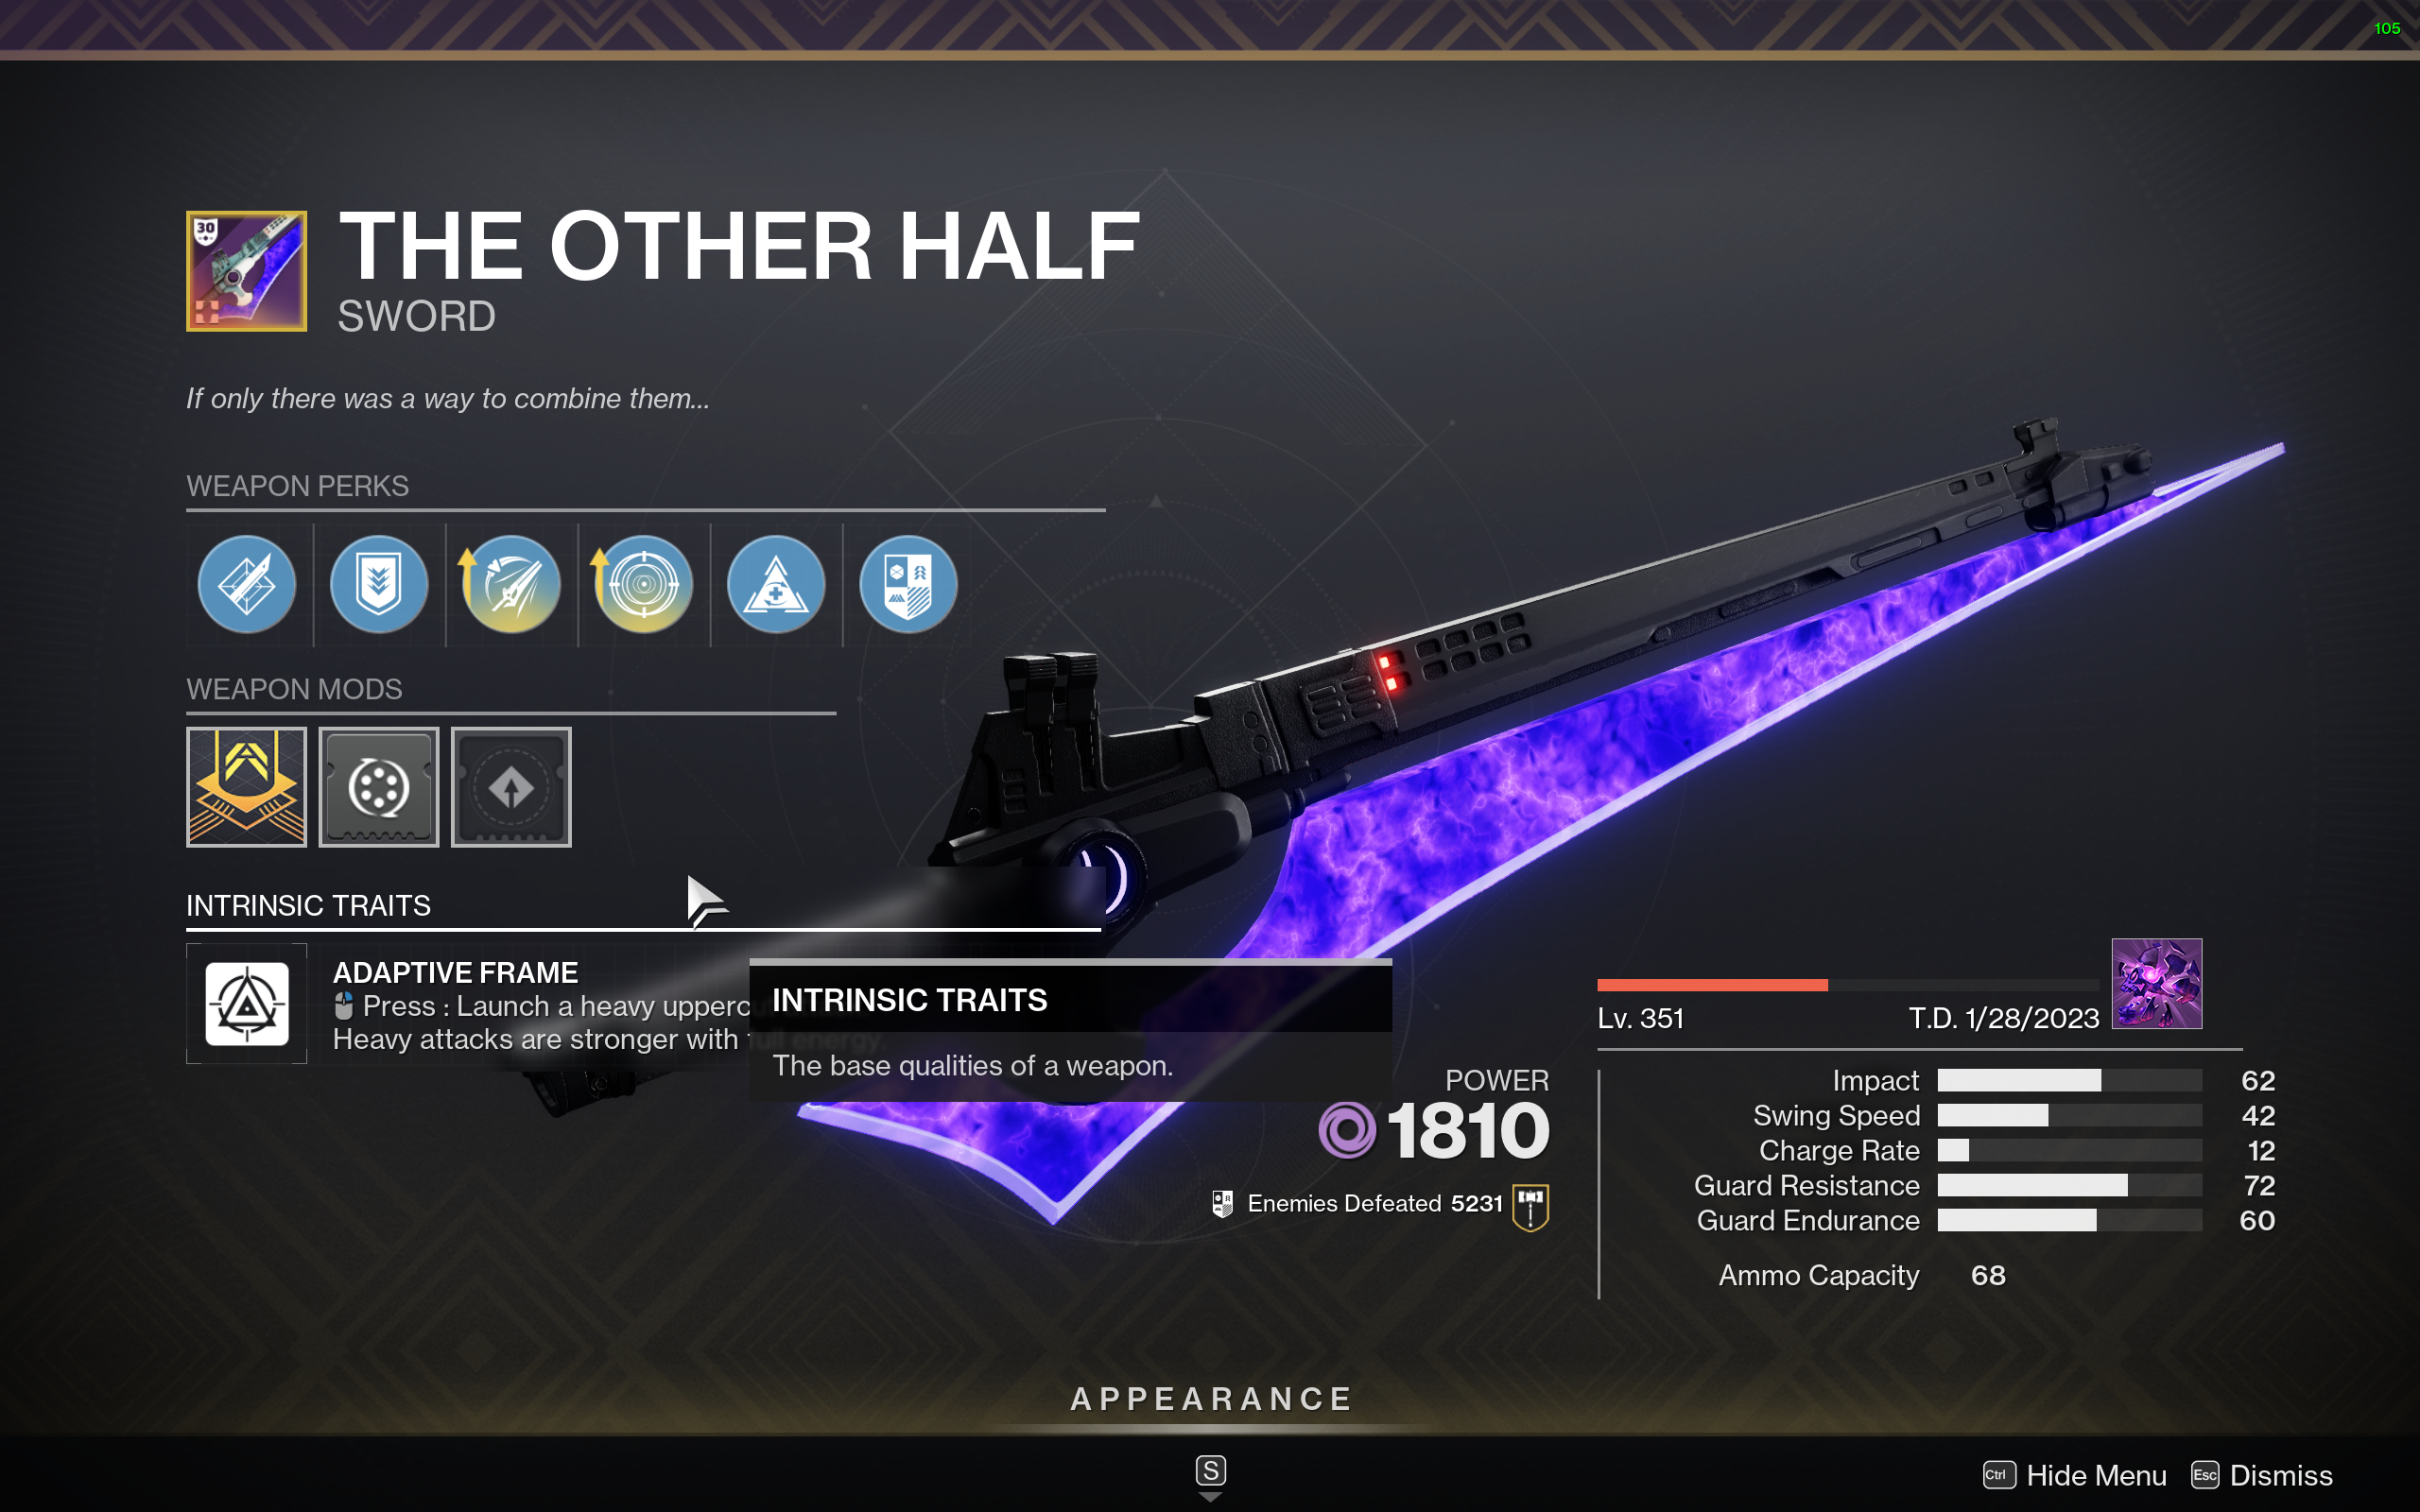 105
30
THE OTHER HALF
SWORD
If only there was a way to combine them...
WEAPON PERKS
WEAPON MODS
INTRINSIC TRAITS
ADAPTIVE FRAME
Press : Launch a heavy upperc
Heavy attacks are stronger with full energy.
INTRINSIC TRAITS
The base qualities of a weapon.
Lv. 351 T.D. 1/28/2023
POWER
1810
Enemies Defeated 5231
Impact 62
Swing Speed 42
Charge Rate 12
Guard Resistance 72
Guard Endurance 60
Ammo Capacity 68
APPEARANCE
S
Ctrl Hide Menu Esc Dismiss